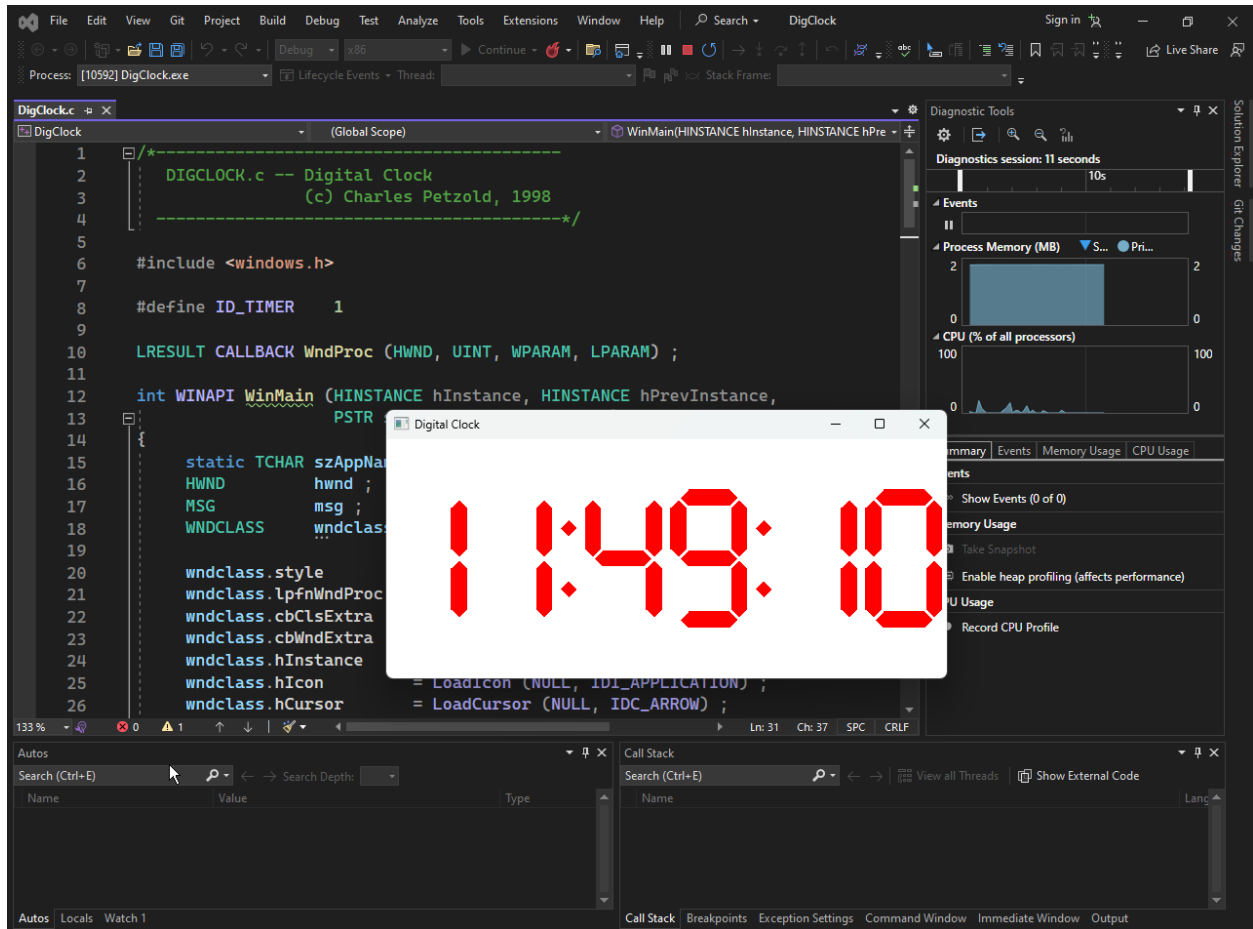 File Edit View Git Project Build Debug Test Analyze Tools Extensions Window Help Search DigClock Sign in
Debug x86 Continue abc Live Share
Process: [10592] DigClock.exe Lifecycle Events Thread: Stack Frame:
DigClock.c
DigClock (Global Scope) WinMain(HINSTANCE hInstance, HINSTANCE hPre
1 /*-----------------------------------------
2 DIGCLOCK.c -- Digital Clock
3 (c) Charles Petzold, 1998
4 -----------------------------------------*/
5
6 #include <windows.h>
7
8 #define ID_TIMER 1
9
10 LRESULT CALLBACK WndProc (HWND, UINT, WPARAM, LPARAM) ;
11
12 int WINAPI WinMain (HINSTANCE hInstance, HINSTANCE hPrevInstance,
13 PSTR
14 {
15 static TCHAR szAppNa
16 HWND hwnd ;
17 MSG msg ;
18 WNDCLASS wndclas
19
20 wndclass.style
21 wndclass.lpfnWndProc
22 wndclass.cbClsExtra
23 wndclass.cbWndExtra
24 wndclass.hInstance
25 wndclass.hIcon = LoadIcon (NULL, IDI_APPLICATION) ;
26 wndclass.hCursor = LoadCursor (NULL, IDC_ARROW) ;
133 % 0 1 Ln: 31 Ch: 37 SPC CRLF
Digital Clock
11:49:10
Diagnostic Tools
Diagnostics session: 11 seconds
10s
Events
Process Memory (MB) S... Pri...
2 2
0 0
CPU (% of all processors)
100 100
0 0
mmary Events Memory Usage CPU Usage
ents
Show Events (0 of 0)
emory Usage
Take Snapshot
Enable heap profiling (affects performance)
PU Usage
Record CPU Profile
Solution Explorer
Git Changes
Autos
Search (Ctrl+E) Search Depth:
Name Value Type
Autos Locals Watch 1
Call Stack
Search (Ctrl+E) View all Threads Show External Code
Name Lang
Call Stack Breakpoints Exception Settings Command Window Immediate Window Output